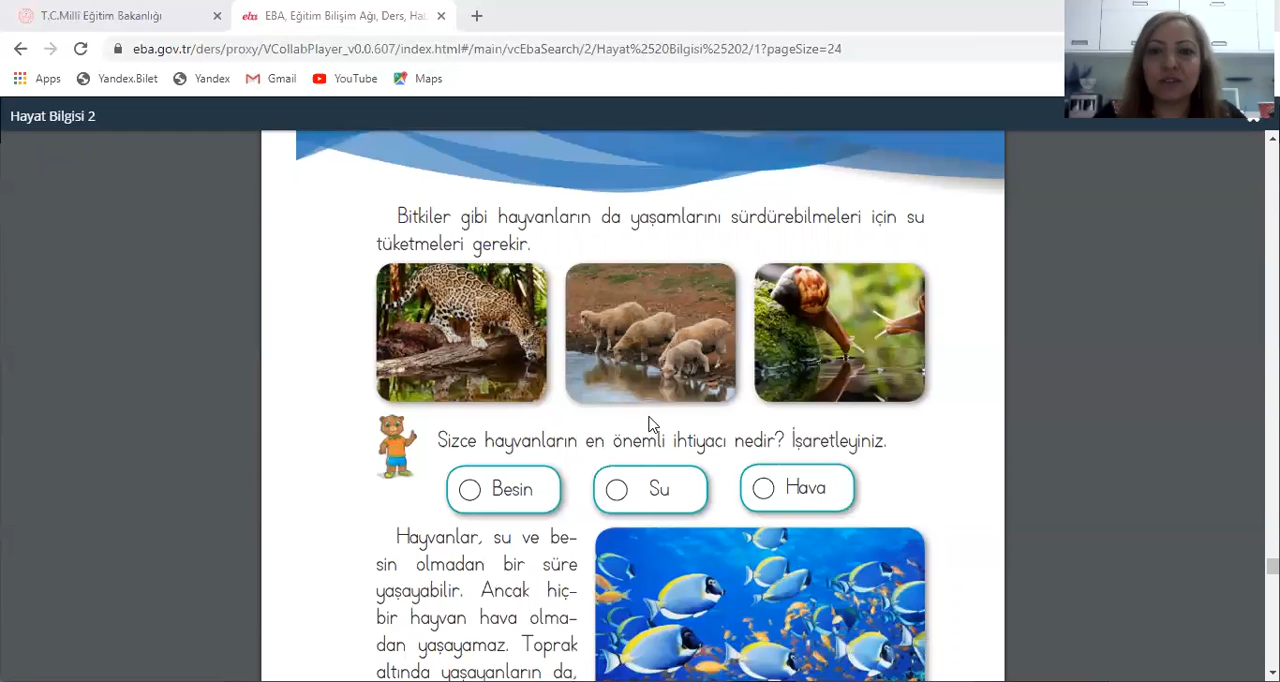 T.C.Millî Eğitim Bakanlığı
eba EBA, Eğitim Bilişim Ağı, Ders, Hab
eba.gov.tr/ders/proxy/VCollabPlayer_v0.0.607/index.html#/main/vcEbaSearch/2/Hayat%2520Bilgisi%25202/1?pageSize=24
Apps Yandex.Bilet Yandex Gmail YouTube Maps
Hayat Bilgisi 2
Bitkiler gibi hayvanların da yaşamlarını sürdürebilmeleri için su
tüketmeleri gerekir.
Sizce hayvanların en önemli ihtiyacı nedir? İşaretleyiniz.
Besin Su Hava
Hayvanlar, su ve be-
sin olmadan bir süre
yaşayabilir. Ancak hiç-
bir hayvan hava olma-
dan yaşayamaz. Toprak
altında yaşayanların da,